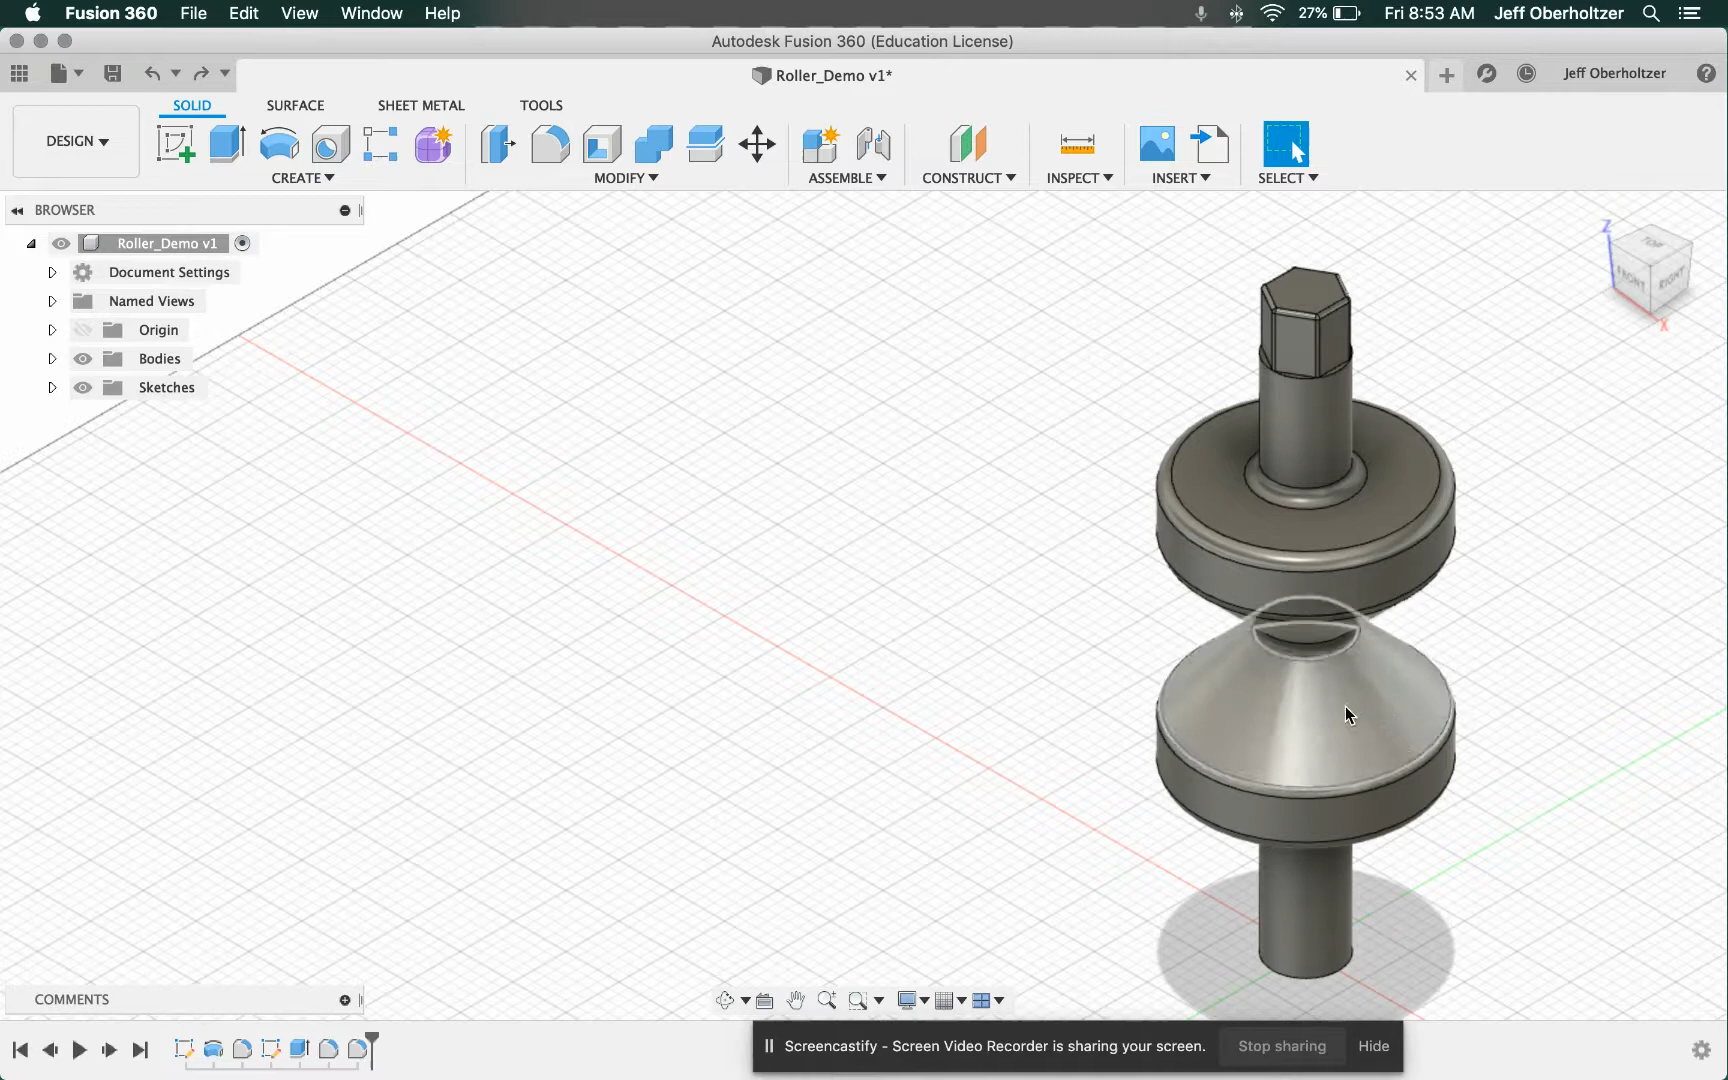 Fusion 360 File Edit View Window Help 27% Fri 8:53 AM Jeff Oberholtzer
Autodesk Fusion 360 (Education License)
Roller_Demo v1* Jeff Oberholtzer
SOLID SURFACE SHEET METAL TOOLS
DESIGN
CREATE MODIFY ASSEMBLE CONSTRUCT INSPECT INSERT SELECT
BROWSER
Roller_Demo v1
Document Settings
Named Views
Origin
Bodies
Sketches
Z
TOP
FRONT RIGHT
X
COMMENTS
Screencastify - Screen Video Recorder is sharing your screen. Stop sharing Hide